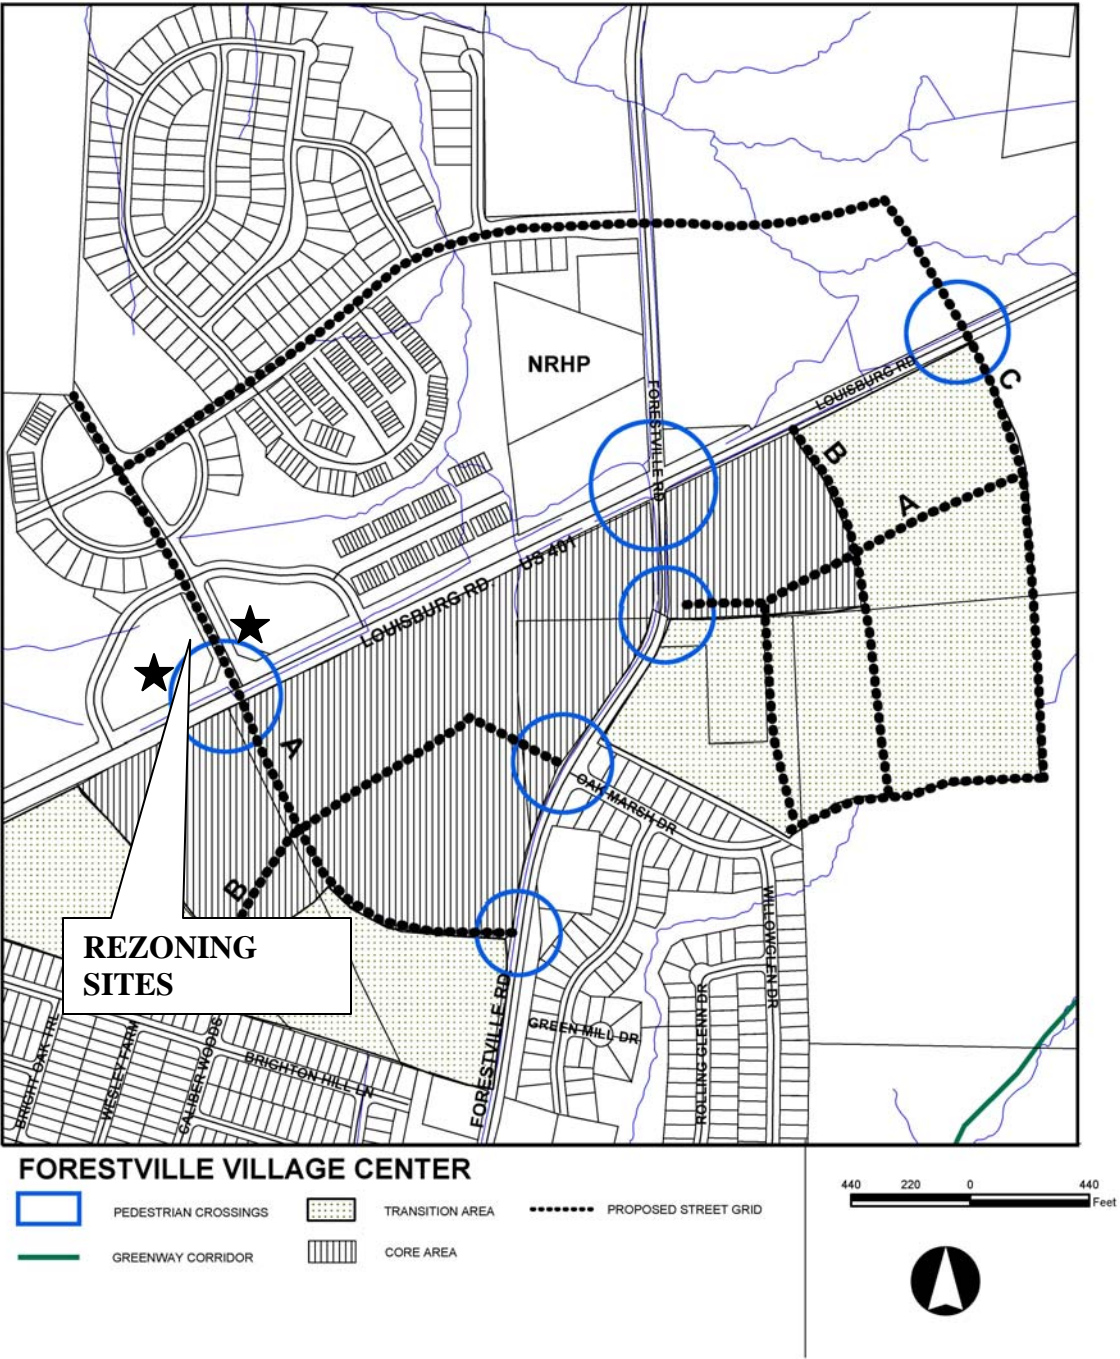 NRHP
FORESTVILLE RD
LOUISBURG RD
C
B
A
US 401
LOUISBURG RD.
A
B
OAK MARSH DR
WILLOWGLEN DR
REZONING
SITES
GREEN MILL DR
ROLLING GLENN DR
FORESTVILLE RD
BRIGHTON HILL LN
BRIGHT OAK TRL
WESLEY FARM
CALIBER WOODS
FORESTVILLE VILLAGE CENTER
PEDESTRIAN CROSSINGS
TRANSITION AREA
PROPOSED STREET GRID
GREENWAY CORRIDOR
CORE AREA
440 220 0 440
Feet